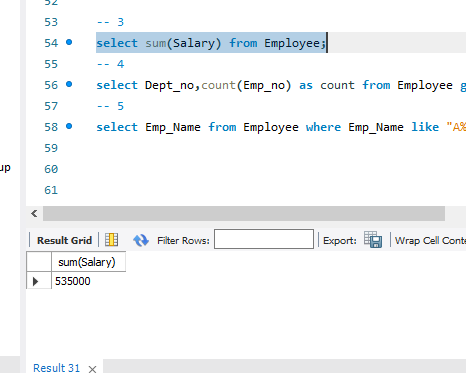 52
53 -- 3
54 select sum(Salary) from Employee;
55 -- 4
56 select Dept_no,count(Emp_no) as count from Employee g
57 -- 5
58 select Emp_Name from Employee where Emp_Name like "A%
59
60
up
61
Result Grid Filter Rows: Export: Wrap Cell Conte
sum(Salary)
535000
Result 31 ×